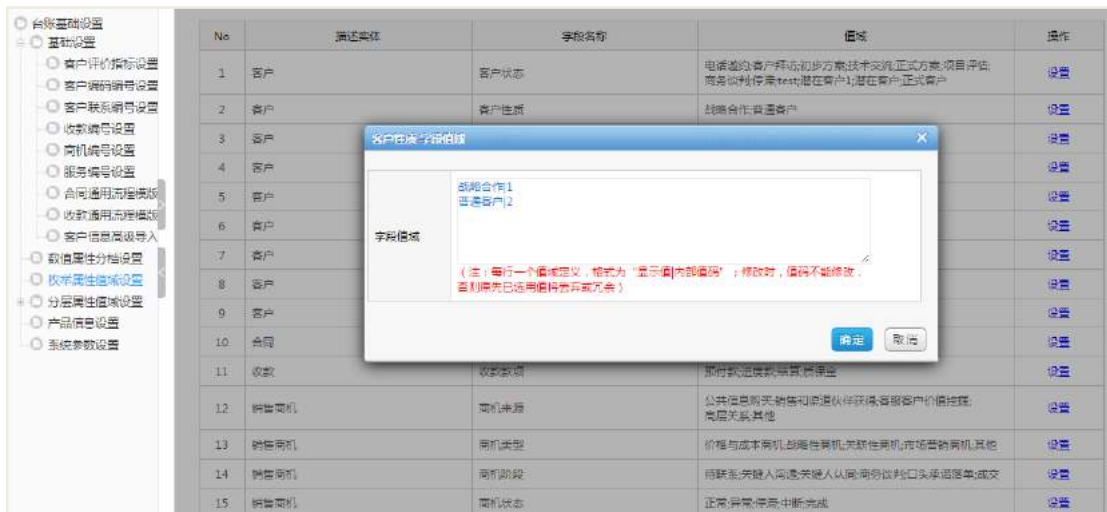 台账基础设置
基础设置
客户评价指标设置
客户编码编号设置
客户联系编号设置
收款编号设置
商机编号设置
服务编号设置
合同通用流程模版
收款通用流程模版
客户信息高级导入
数值属性分档设置
枚举属性值域设置
分层属性值域设置
产品信息设置
系统参数设置
No 描述实体 字段名称 值域 操作
1 客户 客户状态 电话邀约;客户拜访;初步方案;技术交流;正式方案;项目评估;
商务谈判;停滞;test;潜在客户1;潜在客户;正式客户 设置
2 客户 客户性质 战略合作;普通客户 设置
3 客户 设置
4 客户 设置
5 客户 设置
6 客户 设置
7 客户 设置
8 客户 设置
9 客户 设置
10 合同 设置
11 收款 收款款项 预付款;进度款;结算;质保金 设置
12 销售商机 商机来源 公共信息购买;销售和渠道伙伴获得;客服客户价值挖掘;
高层关系;其他 设置
13 销售商机 商机类型 价格与成本商机;战略性商机;关联性商机;市场营销商机;其他 设置
14 销售商机 商机阶段 待联系;关键人沟通;关键人认同;商务谈判;口头承诺落单;成交 设置
15 销售商机 商机状态 正常;异常;停滞;中断;完成 设置
客户性质 字段值域
字段值域
战略合作|1
普通客户|2
（注：每行一个值域定义，格式为“显示值|内部值码”；修改时，值码不能修改，
否则原先已选用值将丢弃或冗余）
确定 取消